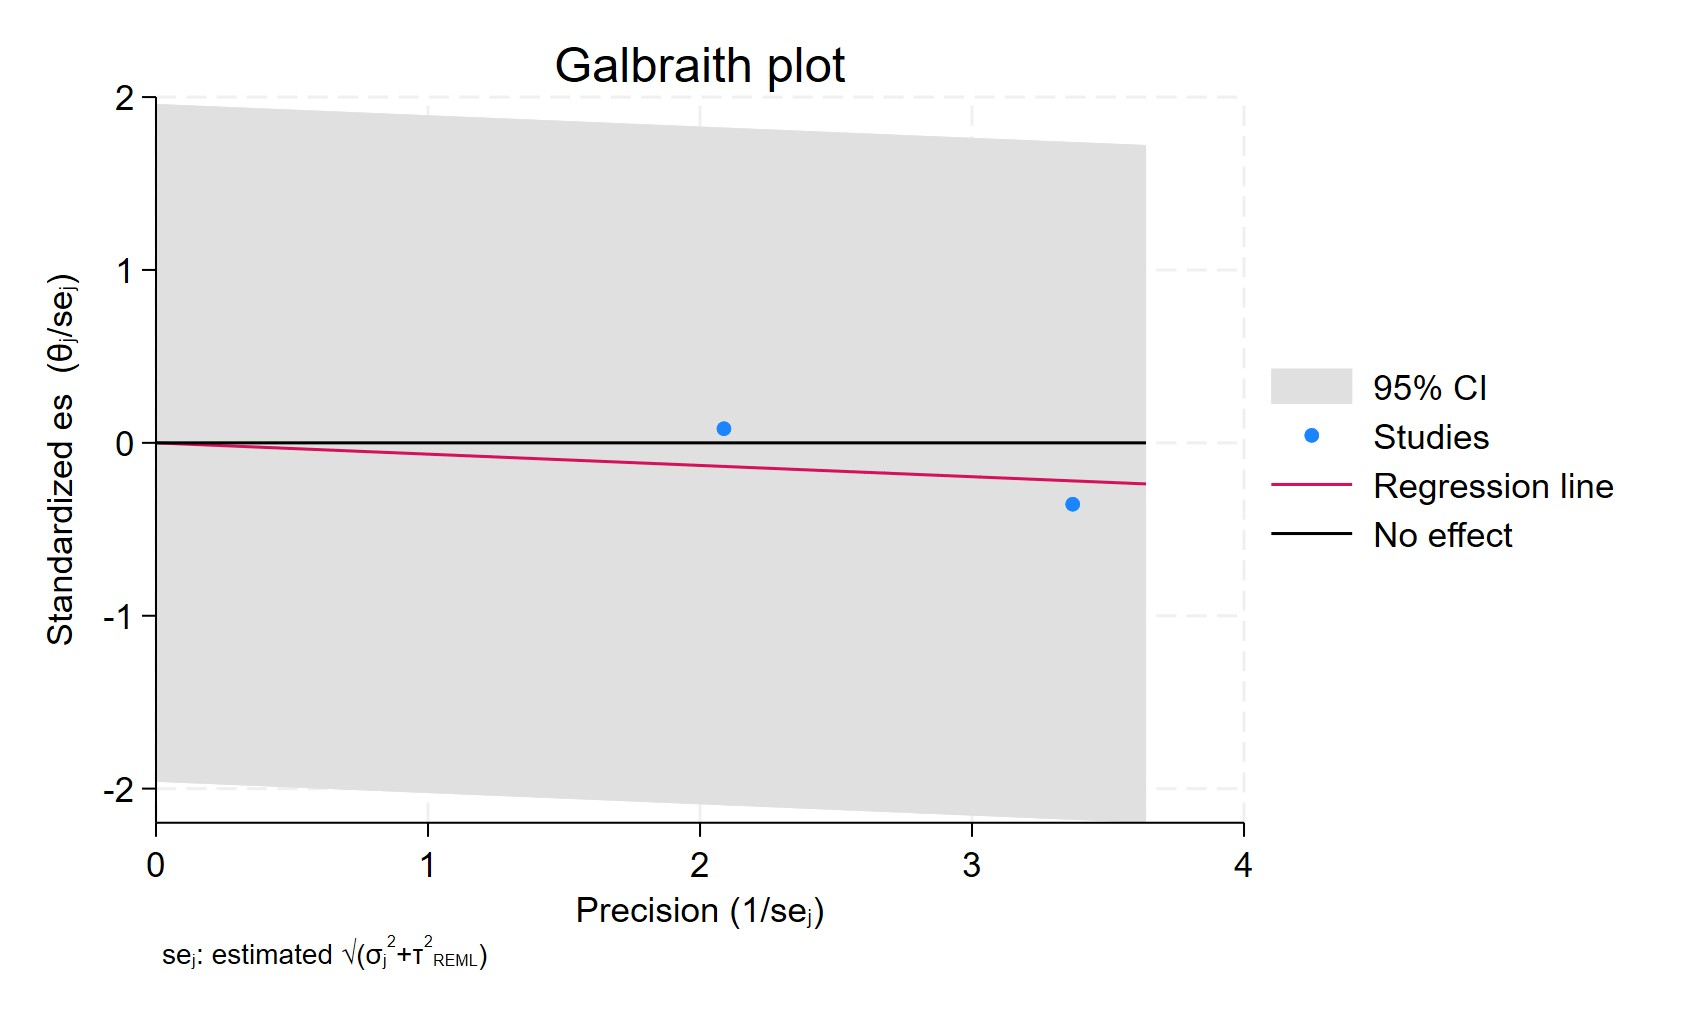 Galbraith plot
2
1
0
-1
-2
Standardized es (θⱼ/seⱼ)
0 1 2 3 4
Precision (1/seⱼ)
seⱼ: estimated √(σⱼ²+τ²REML)
95% CI
Studies
Regression line
No effect